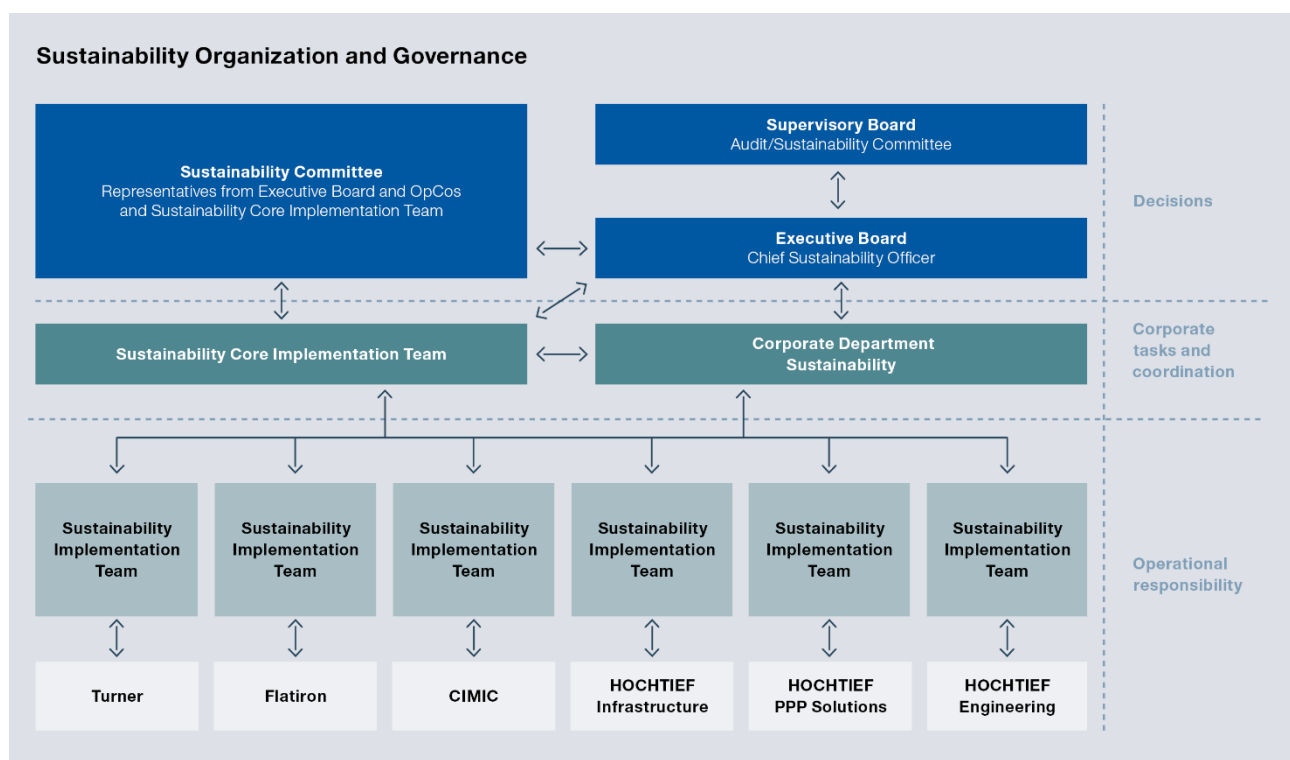 Sustainability Organization and Governance
Sustainability Committee
Representatives from Executive Board and OpCos
and Sustainability Core Implementation Team
Supervisory Board
Audit/Sustainability Committee
Executive Board
Chief Sustainability Officer
Decisions
Sustainability Core Implementation Team
Corporate Department
Sustainability
Corporate
tasks and
coordination
Sustainability
Implementation
Team
Sustainability
Implementation
Team
Sustainability
Implementation
Team
Sustainability
Implementation
Team
Sustainability
Implementation
Team
Sustainability
Implementation
Team
Operational
responsibility
Turner
Flatiron
CIMIC
HOCHTIEF
Infrastructure
HOCHTIEF
PPP Solutions
HOCHTIEF
Engineering